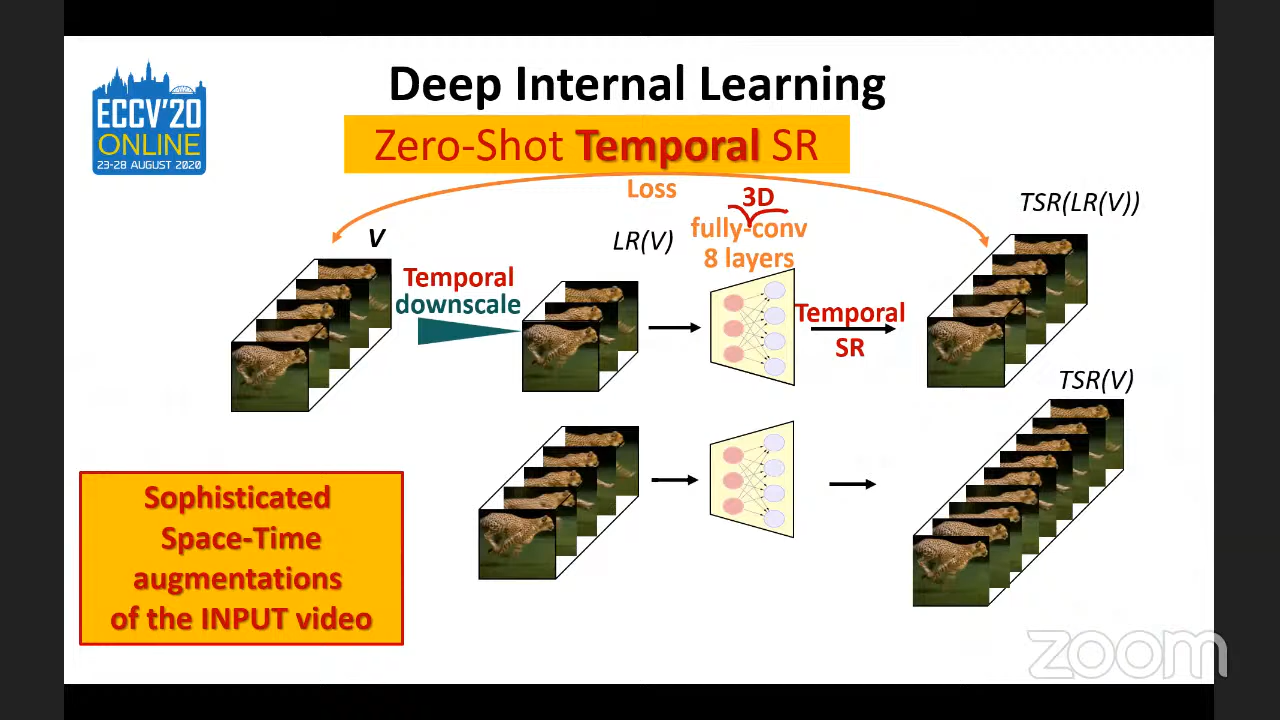 Deep Internal Learning
ECCV'20
ONLINE
23-28 AUGUST 2020
Zero-Shot Temporal SR
Loss
3D
fully-conv
8 layers
TSR(LR(V))
V
LR(V)
Temporal
downscale
Temporal
SR
TSR(V)
Sophisticated
Space-Time
augmentations
of the INPUT video
zoom